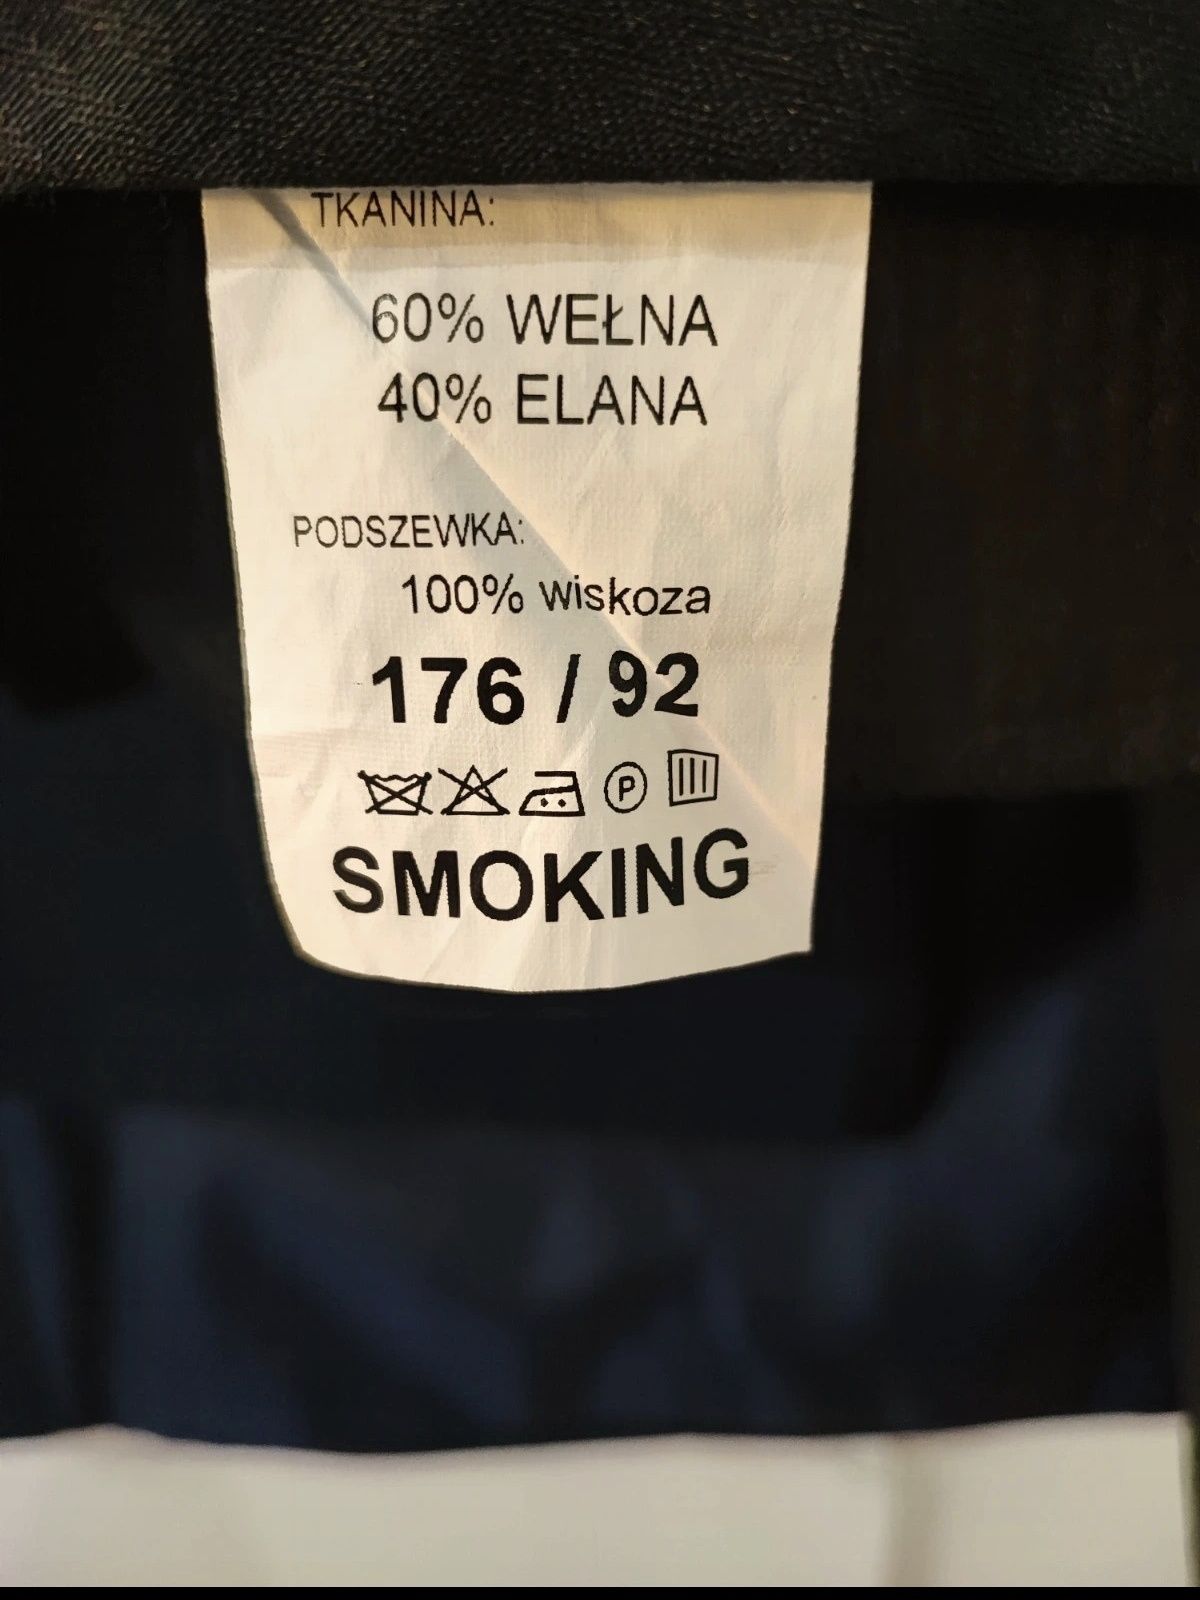 TKANINA:
60% WEŁNA
40% ELANA
PODSZEWKA:
100% wiskoza
176 / 92
P
SMOKING